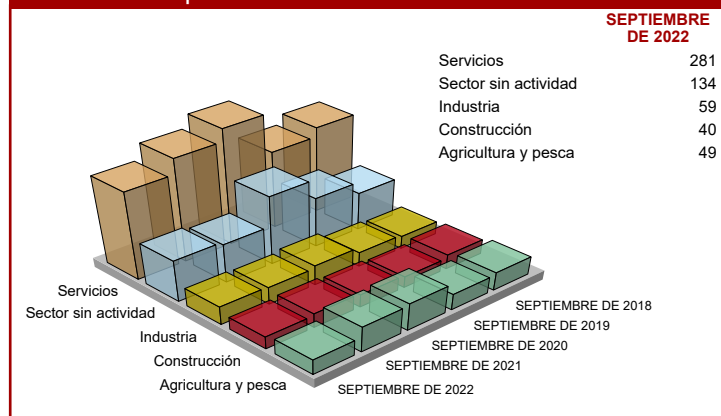 SEPTIEMBRE
DE 2022
Servicios 281
Sector sin actividad 134
Industria 59
Construcción 40
Agricultura y pesca 49
Servicios
Sector sin actividad
Industria
Construcción
Agricultura y pesca
SEPTIEMBRE DE 2018
SEPTIEMBRE DE 2019
SEPTIEMBRE DE 2020
SEPTIEMBRE DE 2021
SEPTIEMBRE DE 2022